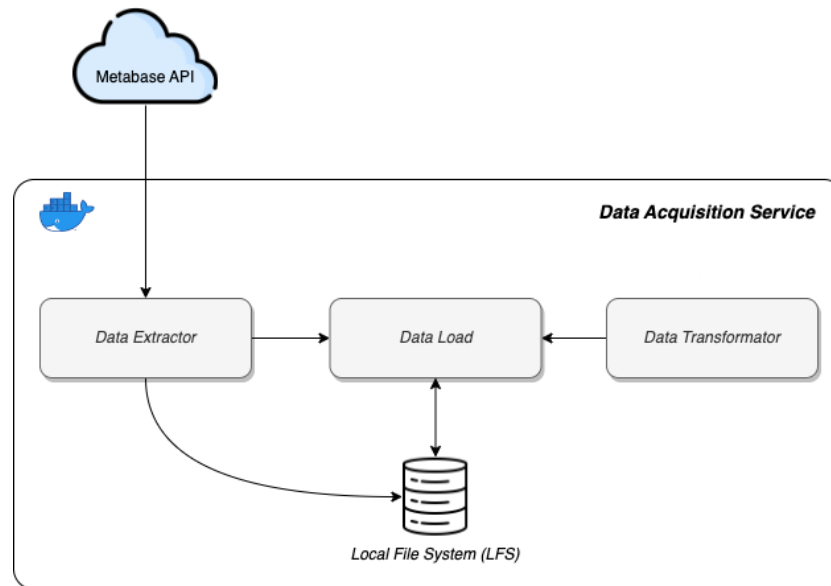 Metabase API
Data Acquisition Service
Data Extractor
Data Load
Data Transformator
Local File System (LFS)